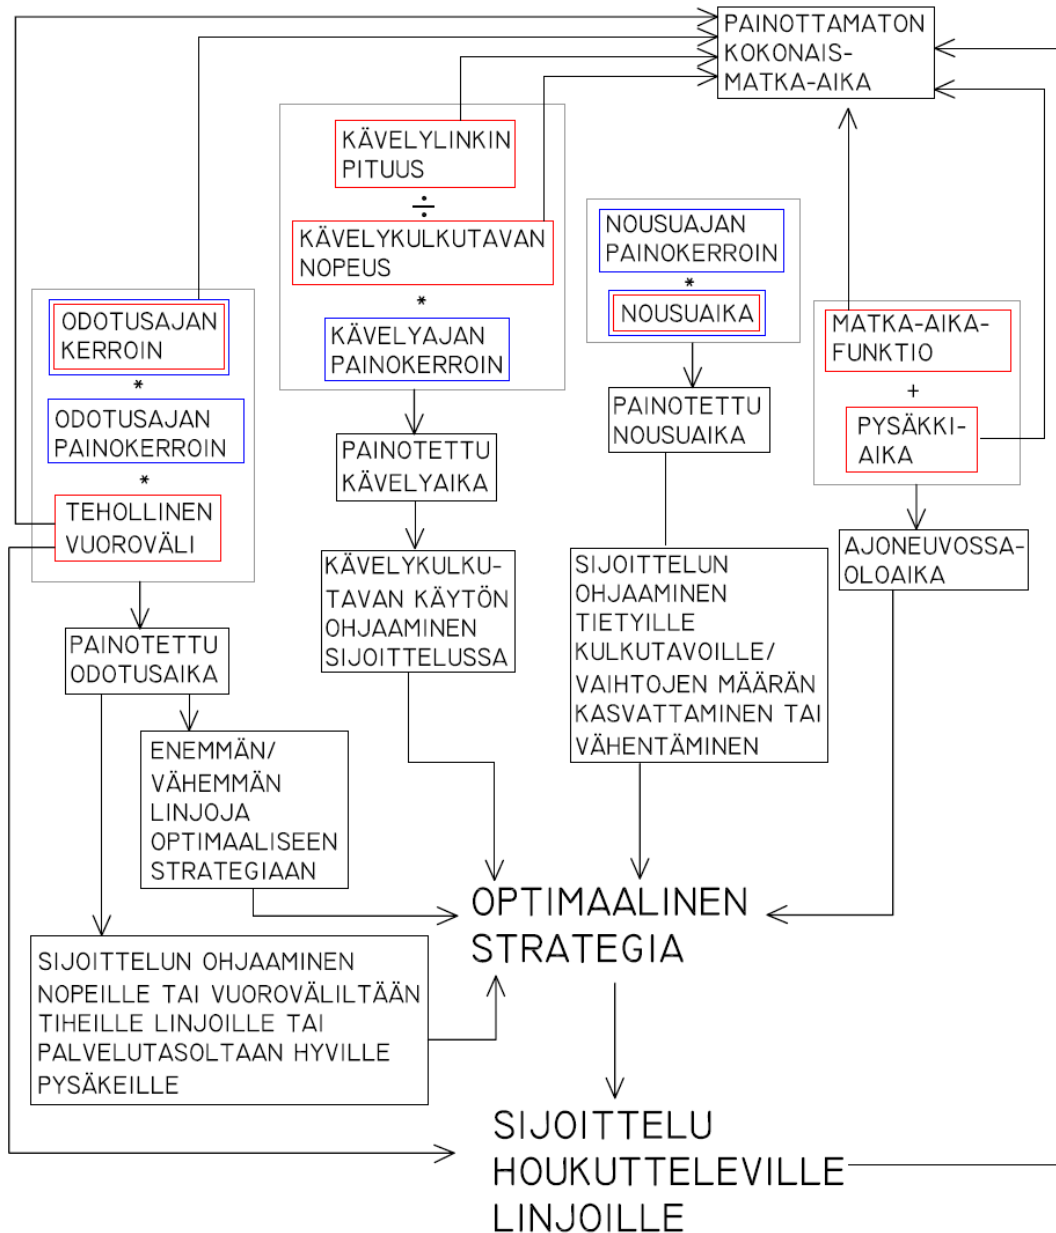 PAINOTTAMATON
KOKONAIS-
MATKA-AIKA
KÄVELYLINKIN
PITUUS
÷
KÄVELYKULKUTAVAN
NOPEUS
*
KÄVELYAJAN
PAINOKERROIN
NOUSUAJAN
PAINOKERROIN
*
NOUSUAIKA
ODOTUSAJAN
KERROIN
*
ODOTUSAJAN
PAINOKERROIN
*
TEHOLLINEN
VUOROVÄLI
MATKA-AIKA-
FUNKTIO
+
PYSÄKKI-
AIKA
PAINOTETTU
NOUSUAIKA
PAINOTETTU
KÄVELYAIKA
AJONEUVOSSA-
OLOAIKA
KÄVELYKULKU-
TAVAN KÄYTÖN
OHJAAMINEN
SIJOITTELUSSA
SIJOITTELUN
OHJAAMINEN
TIETYILLE
KULKUTAVOILLE/
VAIHTOJEN MÄÄRÄN
KASVATTAMINEN TAI
VÄHENTÄMINEN
PAINOTETTU
ODOTUSAIKA
ENEMMÄN/
VÄHEMMÄN
LINJOJA
OPTIMAALISEEN
STRATEGIAAN
OPTIMAALINEN
STRATEGIA
SIJOITTELUN OHJAAMINEN
NOPEILLE TAI VUOROVÄLILTÄÄN
TIHEILLE LINJOILLE TAI
PALVELUTASOLTAAN HYVILLE
PYSÄKEILLE
SIJOITTELU
HOUKUTTELEVILLE
LINJOILLE